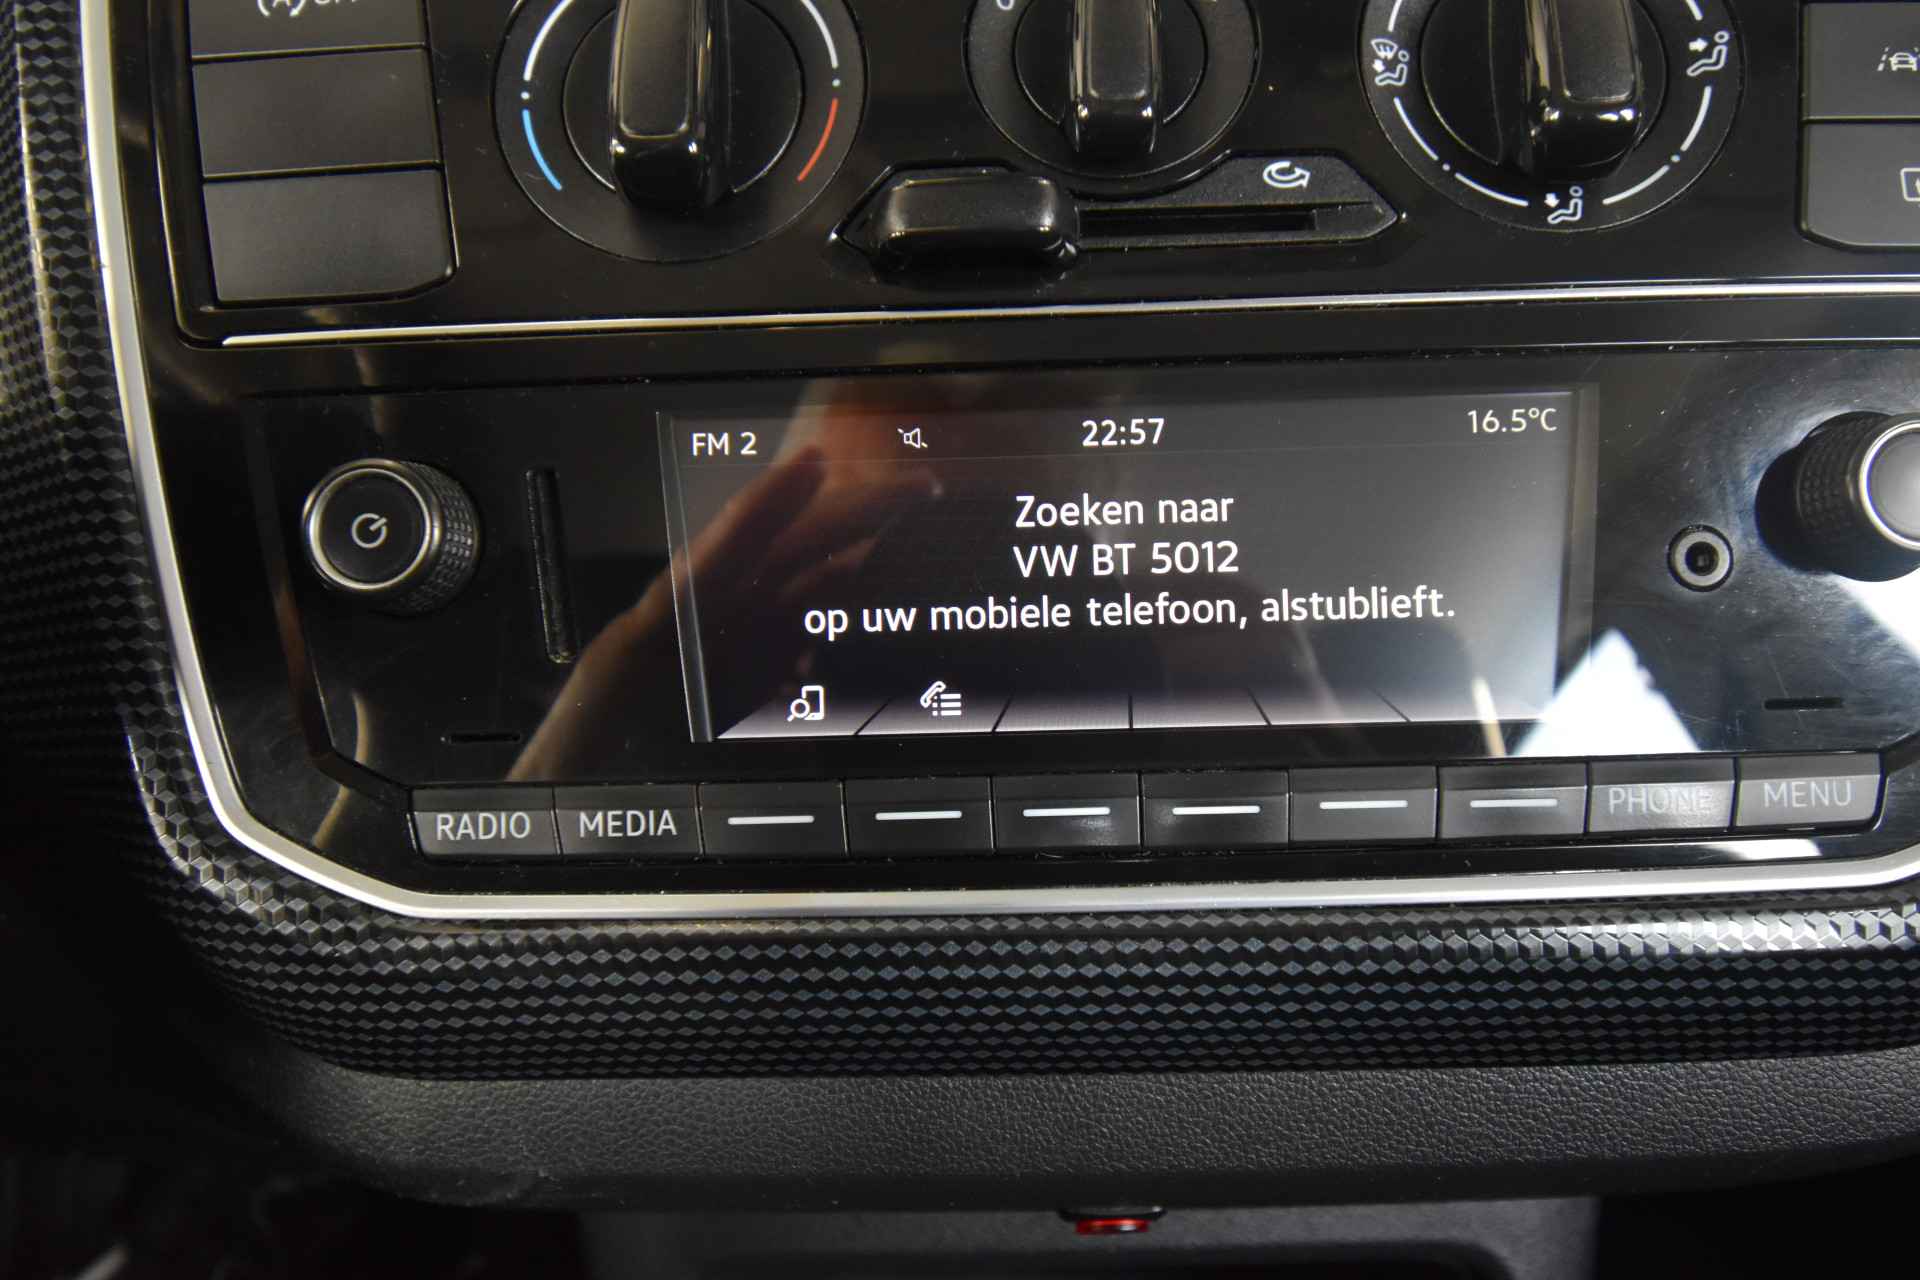 FM 2 22:57 16.5°C
Zoeken naar
VW BT 5012
op uw mobiele telefoon, alstublieft.
RADIO MEDIA PHONE MENU